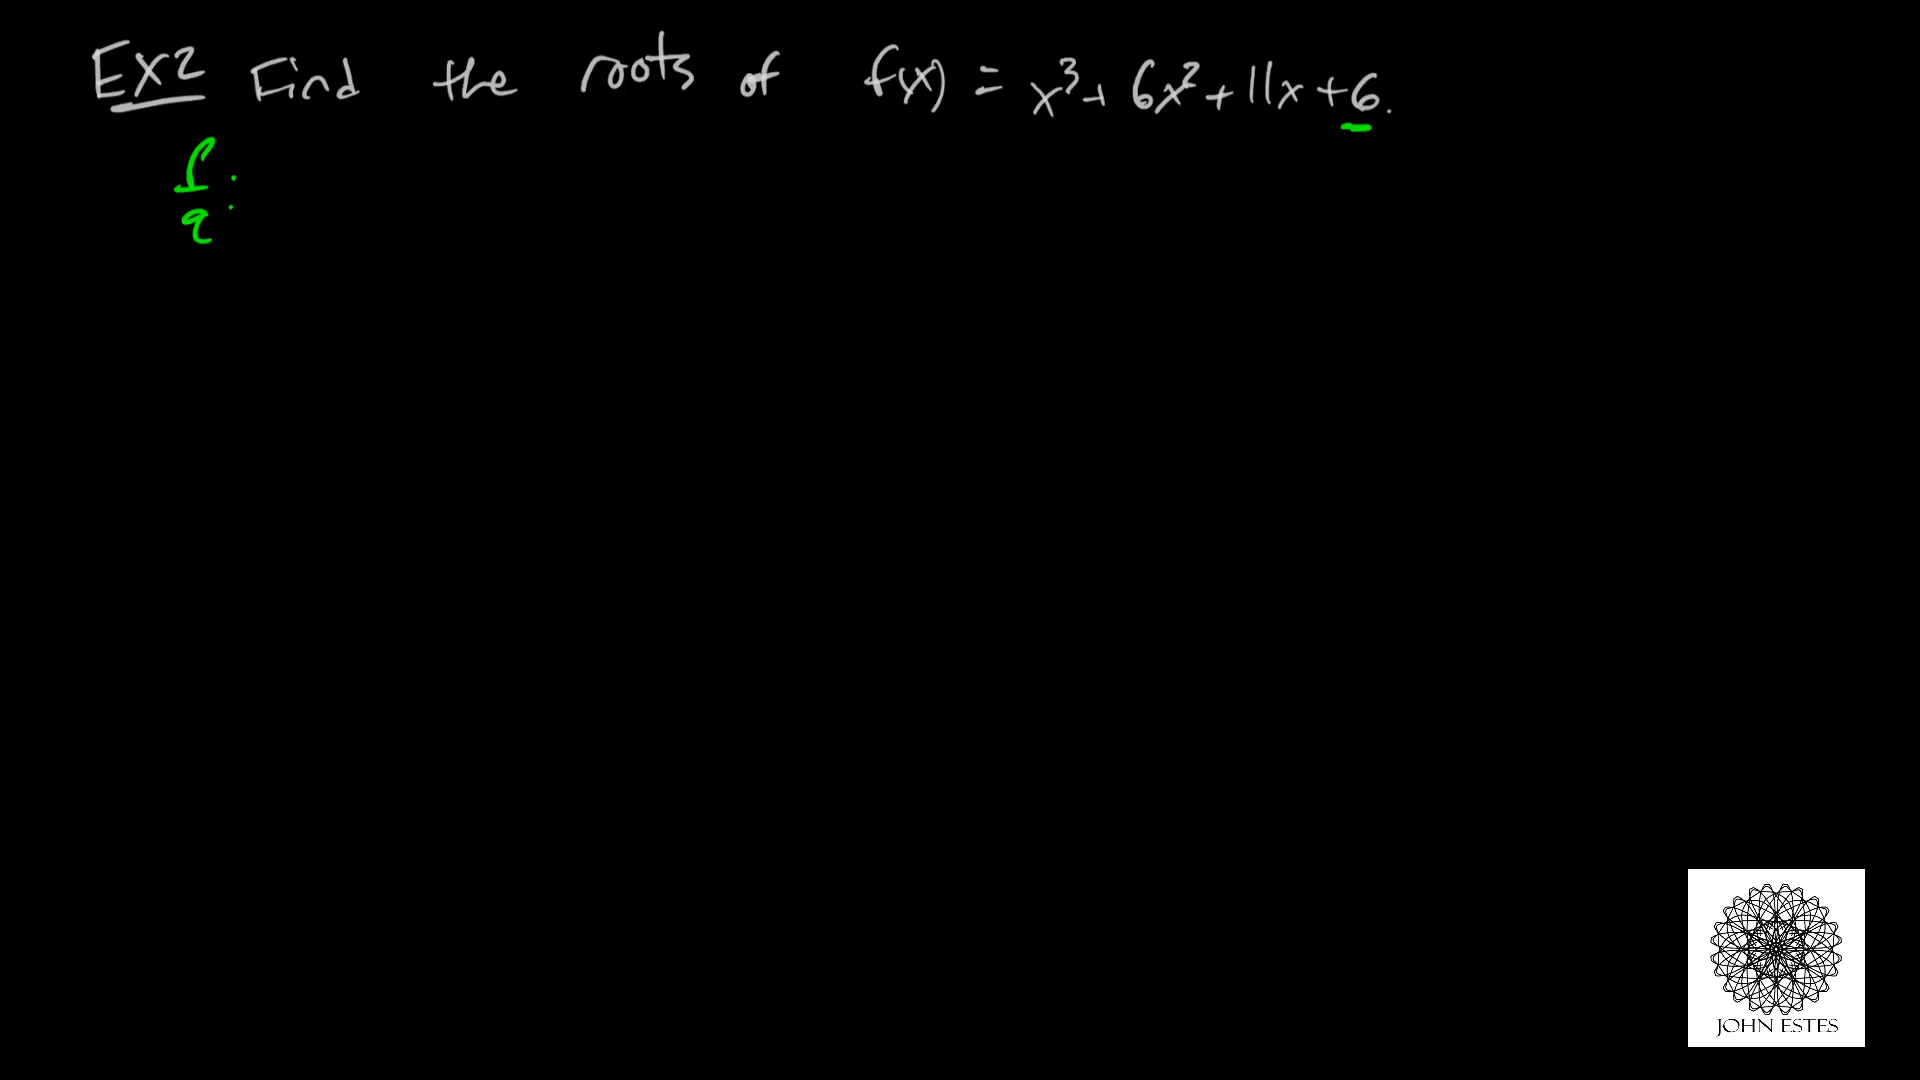 Ex2 Find the roots of f(x) = x³ + 6x² + 11x + 6.
p/q :
JOHN ESTES